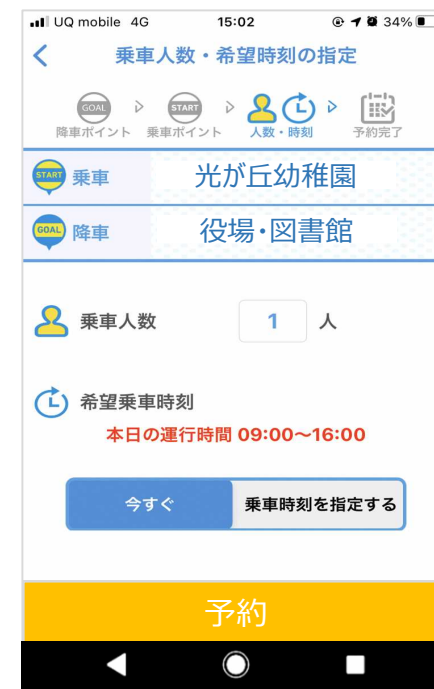 UQ mobile 4G 15:02 34%
乗車人数・希望時刻の指定
GOAL START
降車ポイント 乗車ポイント 人数・時刻 予約完了
START 乗車 光が丘幼稚園
GOAL 降車 役場・図書館
乗車人数 1 人
希望乗車時刻
本日の運行時間 09:00～16:00
今すぐ 乗車時刻を指定する
予約